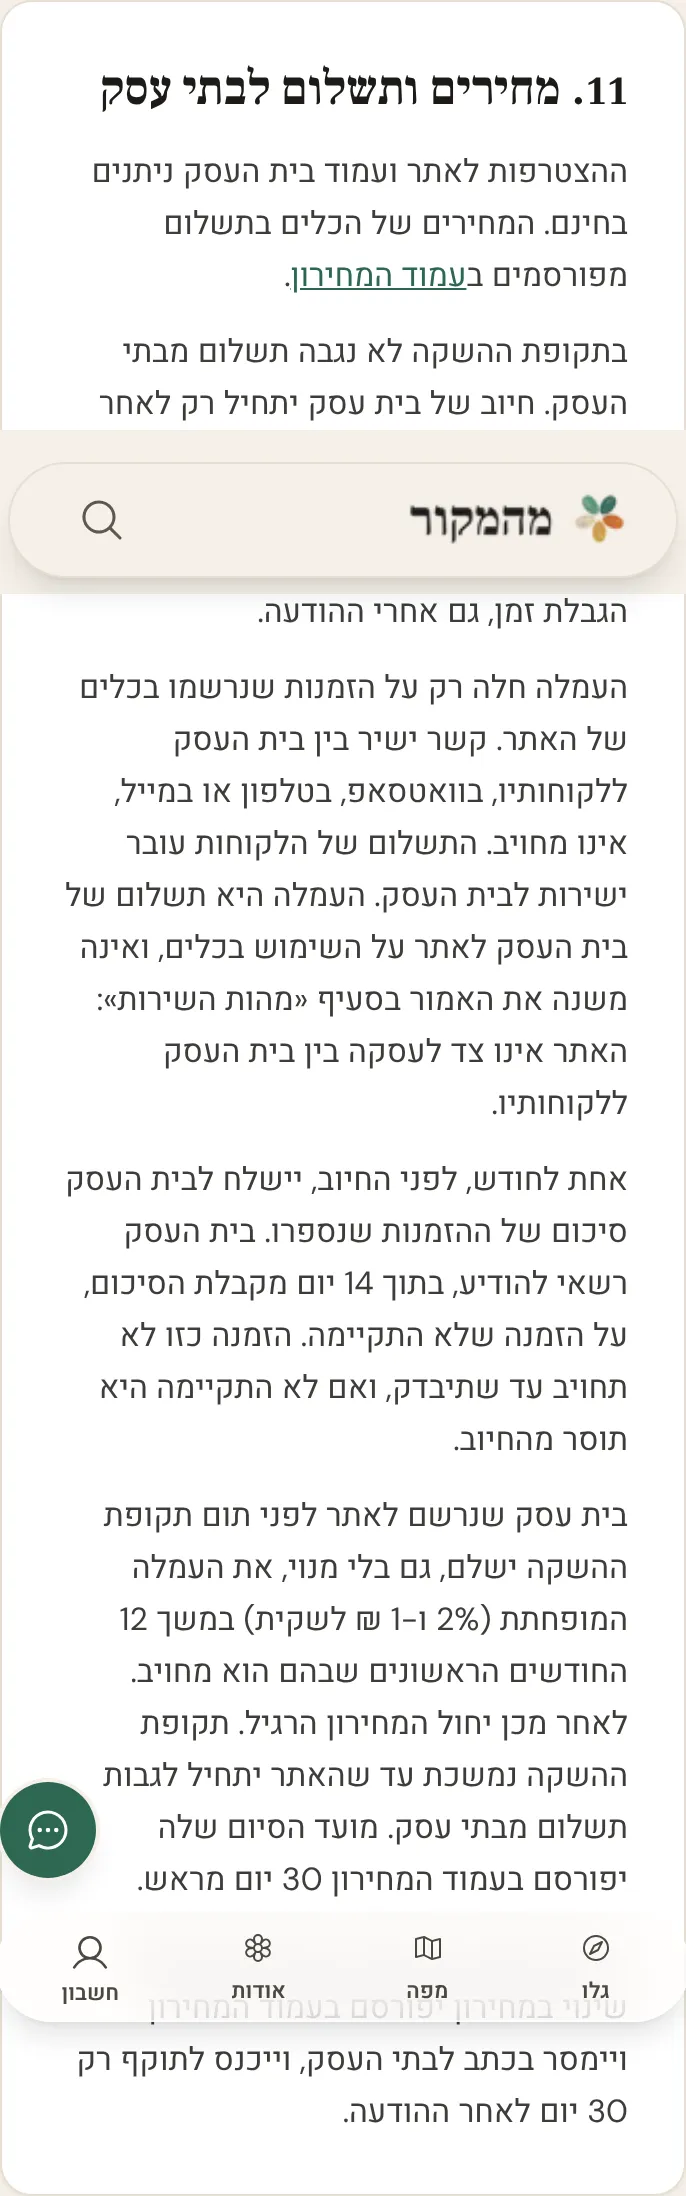 11. מחירים ותשלום לבתי עסק
ההצטרפות לאתר ועמוד בית העסק ניתנים
בחינם. המחירים של הכלים בתשלום
מפורסמים בעמוד המחירון.
בתקופת ההשקה לא נגבה תשלום מבתי
העסק. חיוב של בית עסק יתחיל רק לאחר
מהמקור
הגבלת זמן, גם אחרי ההודעה.
העמלה חלה רק על הזמנות שנרשמו בכלים
של האתר. קשר ישיר בין בית העסק
ללקוחותיו, בוואטסאפ, בטלפון או במייל,
אינו מחויב. התשלום של הלקוחות עובר
ישירות לבית העסק. העמלה היא תשלום של
בית העסק לאתר על השימוש בכלים, ואינה
משנה את האמור בסעיף «מהות השירות»:
האתר אינו צד לעסקה בין בית העסק
ללקוחותיו.
אחת לחודש, לפני החיוב, יישלח לבית העסק
סיכום של ההזמנות שנספרו. בית העסק
רשאי להודיע, בתוך 14 יום מקבלת הסיכום,
על הזמנה שלא התקיימה. הזמנה כזו לא
תחויב עד שתיבדק, ואם לא התקיימה היא
תוסר מהחיוב.
בית עסק שנרשם לאתר לפני תום תקופת
ההשקה ישלם, גם בלי מנוי, את העמלה
המופחתת (2% ו-1 ₪ לשקית) במשך 12
החודשים הראשונים שבהם הוא מחויב.
לאחר מכן יחול המחירון הרגיל. תקופת
ההשקה נמשכת עד שהאתר יתחיל לגבות
תשלום מבתי עסק. מועד הסיום שלה
יפורסם בעמוד המחירון 30 יום מראש.
גלו
מפה
אודות
חשבון
שינוי במחירון יפורסם בעמוד המחירון
ויימסר בכתב לבתי העסק, וייכנס לתוקף רק
30 יום לאחר ההודעה.